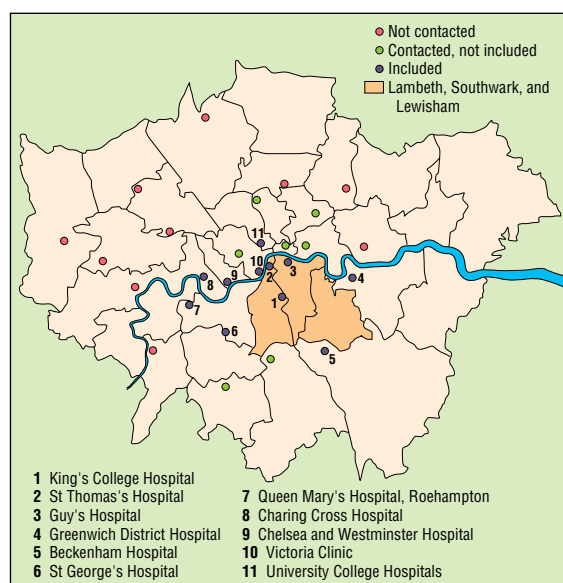 Not contacted
Contacted, not included
Included
Lambeth, Southwark, and
Lewisham
11
10
2
3
9
8
4
1
7
6
5
1 King's College Hospital
2 St Thomas's Hospital
3 Guy's Hospital
4 Greenwich District Hospital
5 Beckenham Hospital
6 St George's Hospital
7 Queen Mary's Hospital, Roehampton
8 Charing Cross Hospital
9 Chelsea and Westminster Hospital
10 Victoria Clinic
11 University College Hospitals